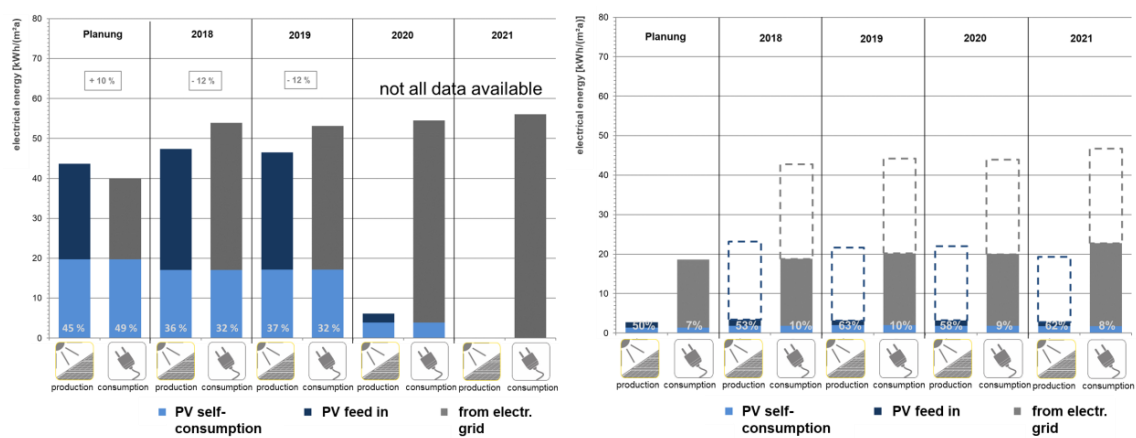 electrical energy [kWh/(m²a)
80
70
60
50
40
30
20
10
0
Planung
2018
2019
2020
2021
+ 10 %
- 12 %
- 12 %
not all data available
45 %
49 %
36 %
32 %
37 %
32 %
production
consumption
production
consumption
production
consumption
production
consumption
production
consumption
PV self-
consumption
PV feed in
from electr.
grid
electrical energy [kWh/(m²a)]
80
70
60
50
40
30
20
10
0
Planung
2018
2019
2020
2021
50%
7%
53%
10%
63%
10%
58%
9%
62%
8%
production
consumption
production
consumption
production
consumption
production
consumption
production
consumption
PV self-
consumption
PV feed in
from electr.
grid